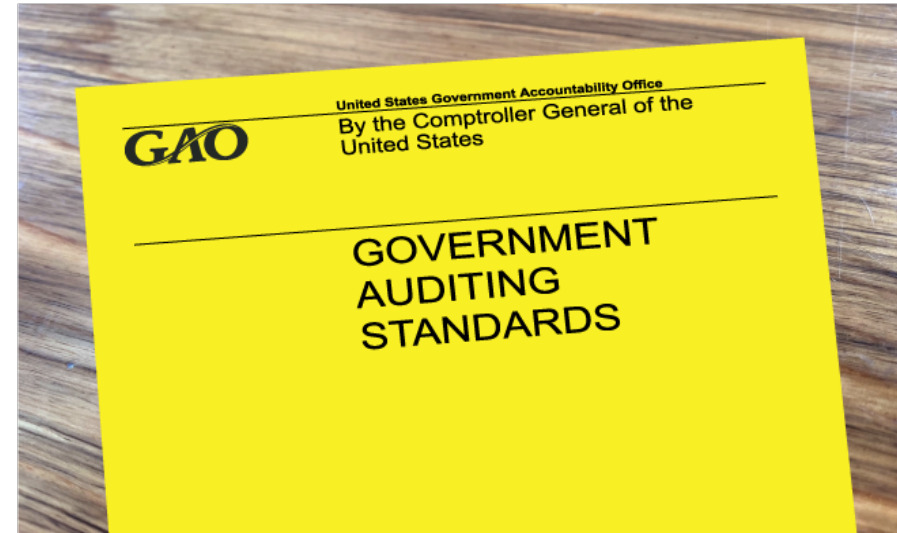 United States Government Accountability Office
GAO
By the Comptroller General of the
United States
GOVERNMENT
AUDITING
STANDARDS